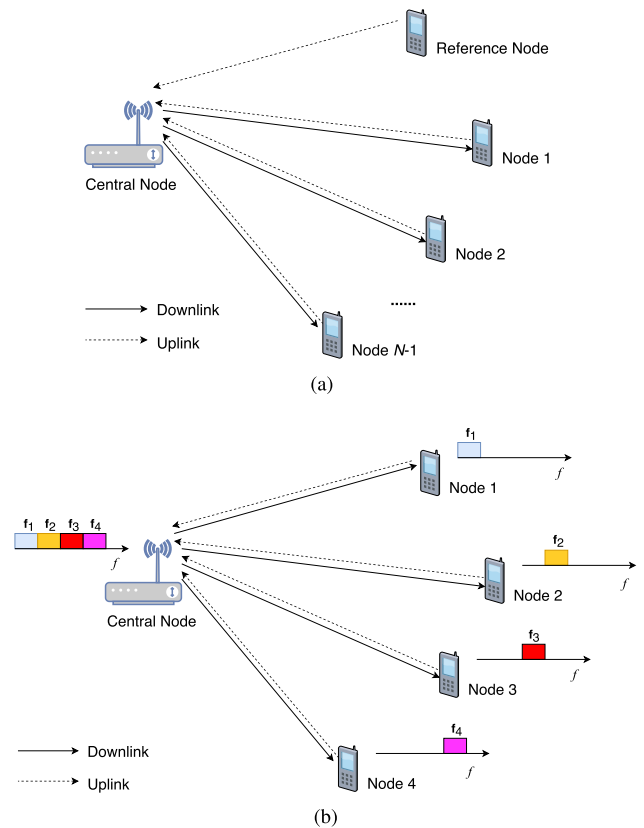 Reference Node
Node 1
Central Node
Node 2
......
Downlink
Uplink
Node N-1
(a)
f1
f
Node 1
f1 f2 f3 f4
f
f2
f
Node 2
Central Node
f3
f
Node 3
f4
f
Downlink
Uplink
Node 4
(b)